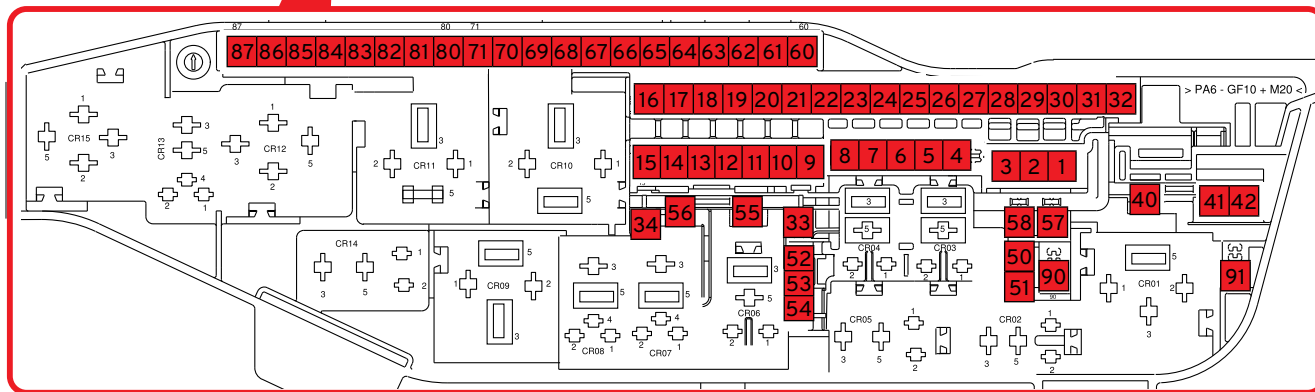 87 80 71 60
87 86 85 84 83 82 81 80 71 70 69 68 67 66 65 64 63 62 61 60
16 17 18 19 20 21 22 23 24 25 26 27 28 29 30 31 32
> PA6 - GF10 + M20 <
15 14 13 12 11 10 9
8 7 6 5 4
3 2 1
40 41 42
34 56 55 33
58 57
52 53 54
50 51 90
91
1 CR15 5 3 2
CR13 3 5 4 2 1
1 CR12 3 5 2
3 2 CR11 1 5
3 2 CR10 1 5
CR14 1 3 5 2
5 CR09 1 2 3
3 5 4 2 1 CR08
3 5 4 2 1 CR07
3 5 CR06 2 1
3 5 CR04 2 1
3 5 CR03 2 1
CR05 1 3 5 2
CR02 1 3 5 2
90
5 CR01 1 2 3